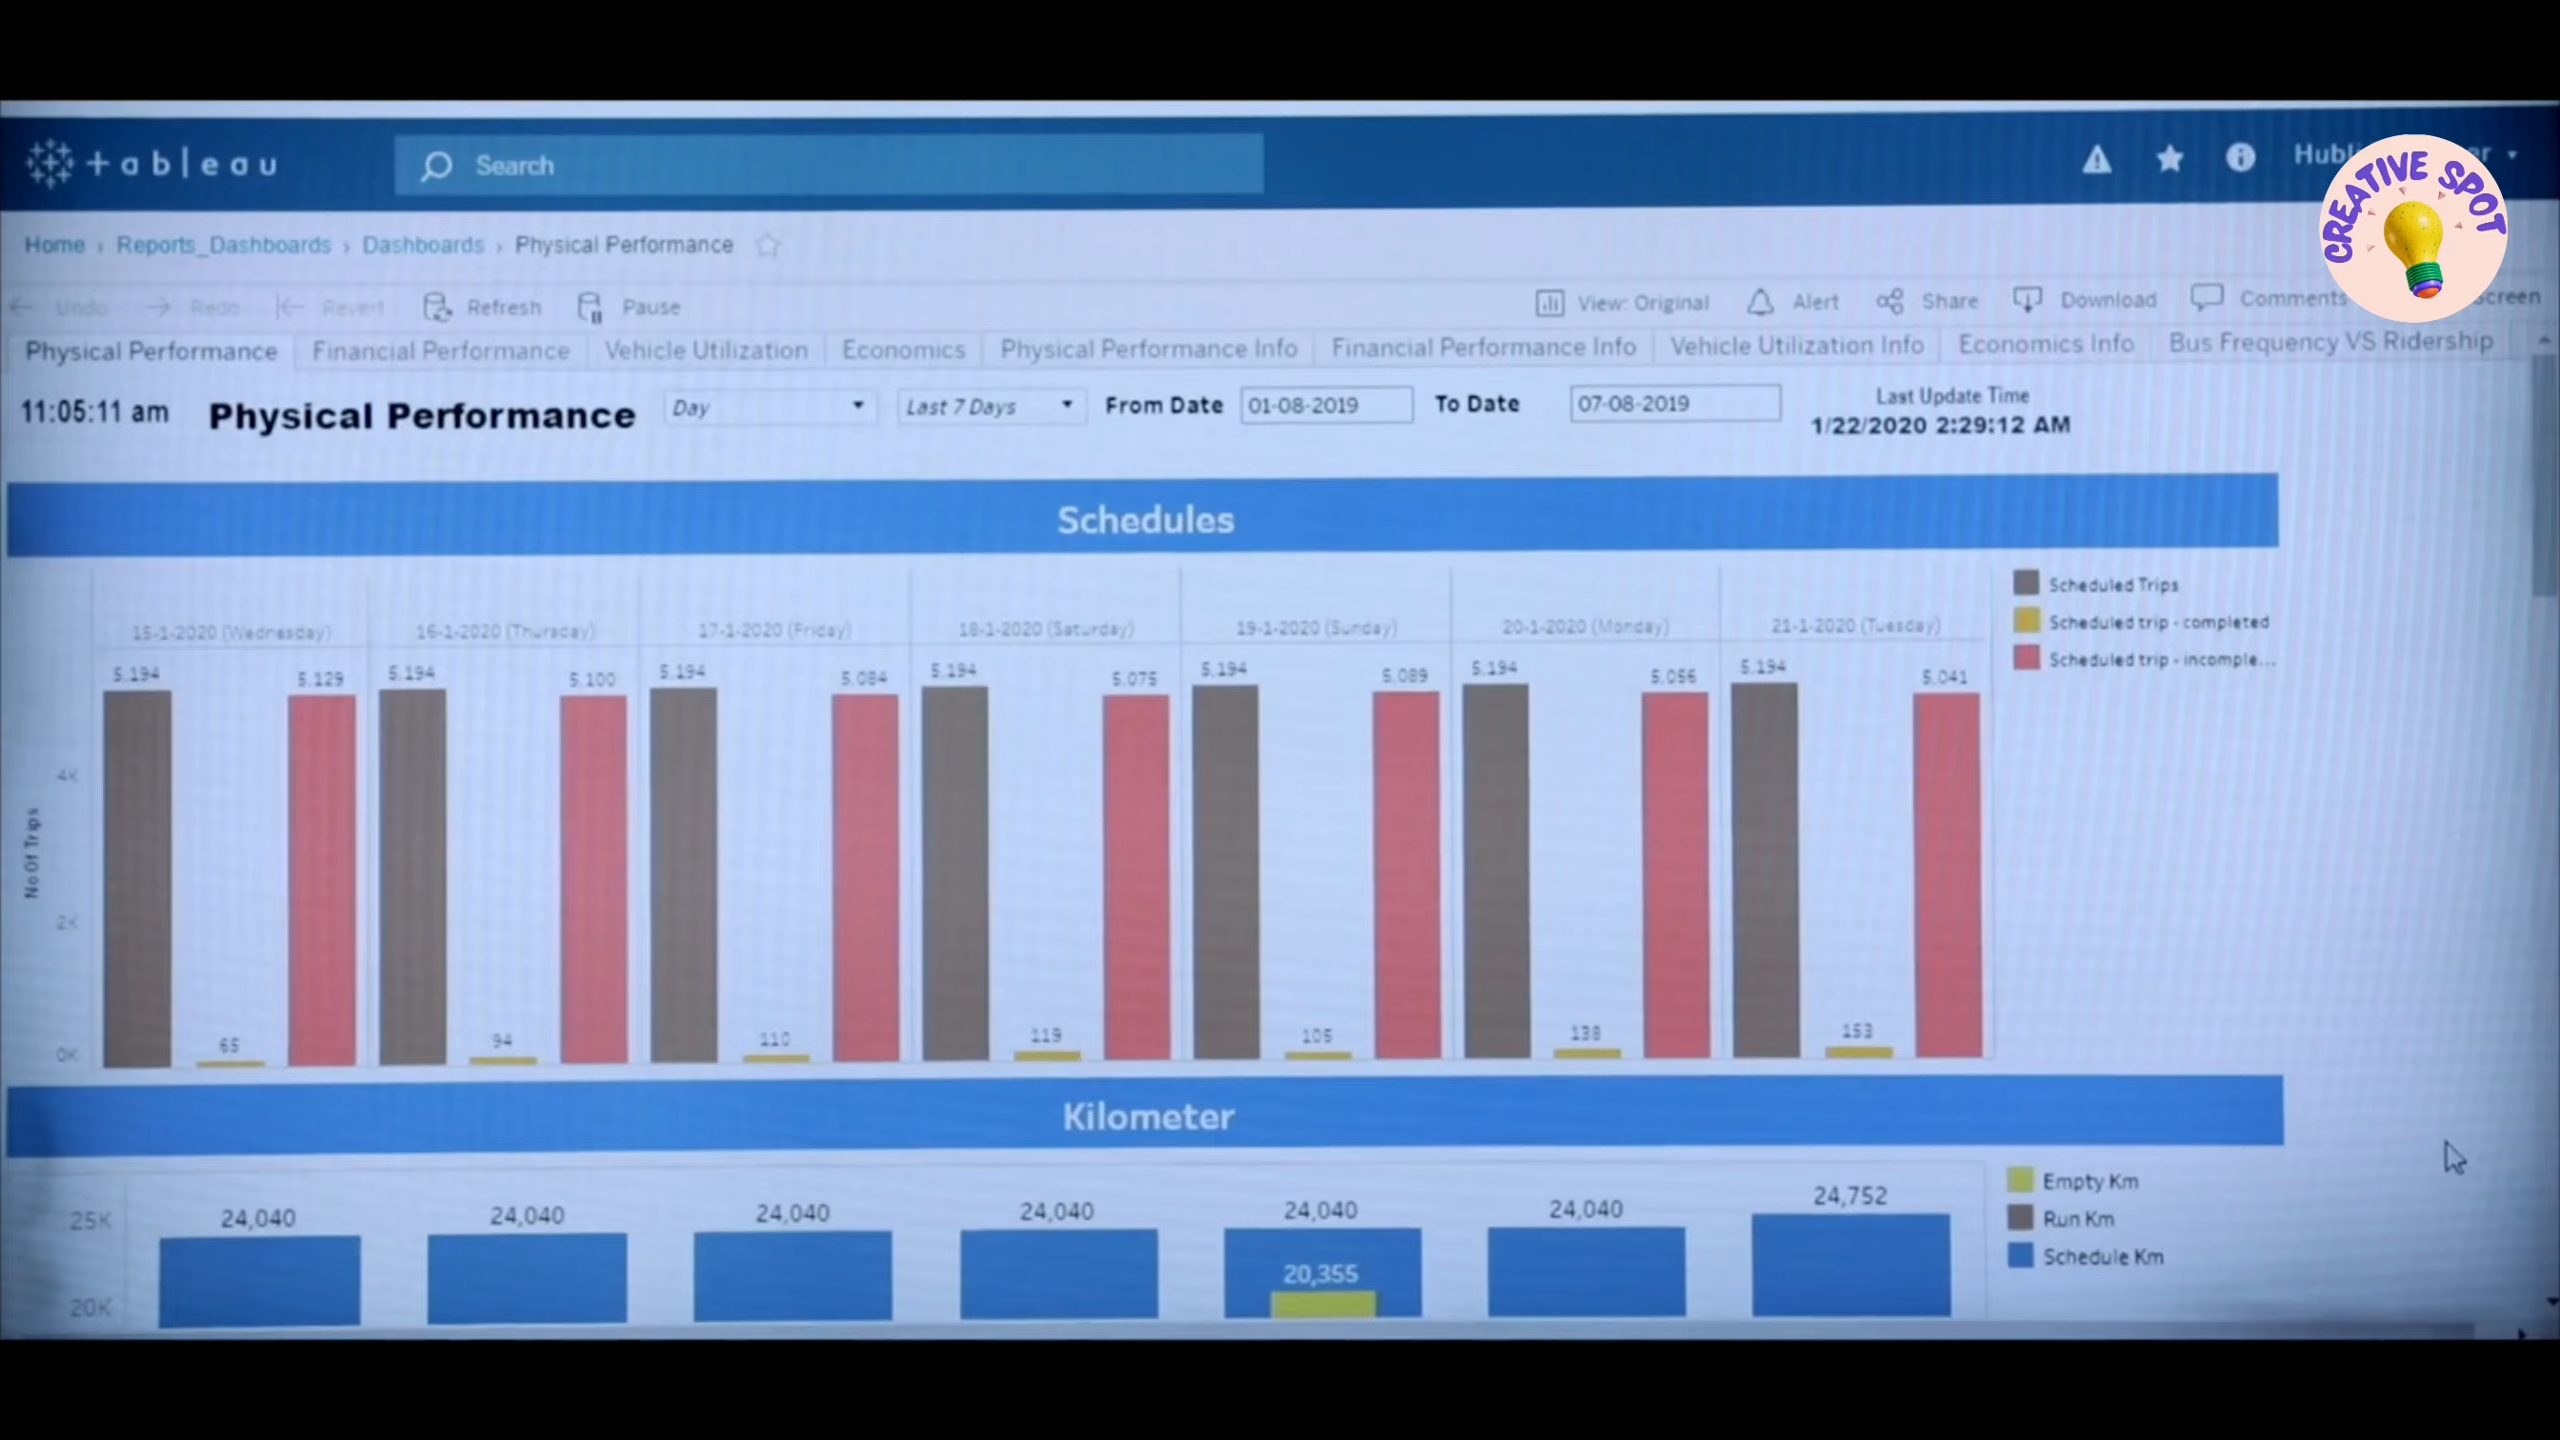 + a b l e a u
Search
CREATIVE SPOT
Home › Reports_Dashboards › Dashboards › Physical Performance
Undo Redo Revert Refresh Pause View: Original Alert Share Download Comments
Physical Performance Financial Performance Vehicle Utilization Economics Physical Performance Info Financial Performance Info Vehicle Utilization Info Economics Info Bus Frequency VS Ridership
11:05:11 am Physical Performance Day Last 7 Days From Date 01-08-2019 To Date 07-08-2019
Last Update Time
1/22/2020 2:29:12 AM
Schedules
15-1-2020 (Wednesday) 16-1-2020 (Thursday) 17-1-2020 (Friday) 18-1-2020 (Saturday) 19-1-2020 (Sunday) 20-1-2020 (Monday) 21-1-2020 (Tuesday)
Scheduled Trips
Scheduled trip - completed
Scheduled trip - incomple...
5,194 5,129 5,194 5,100 5,194 5,084 5,194 5,075 5,194 5,089 5,194 5,056 5,194 5,041
4K
No Of Trips
2K
65 94 110 119 105 138 153
0K
Kilometer
Empty Km
Run Km
Schedule Km
25K 24,040 24,040 24,040 24,040 24,040 24,040 24,752
20,355
20K